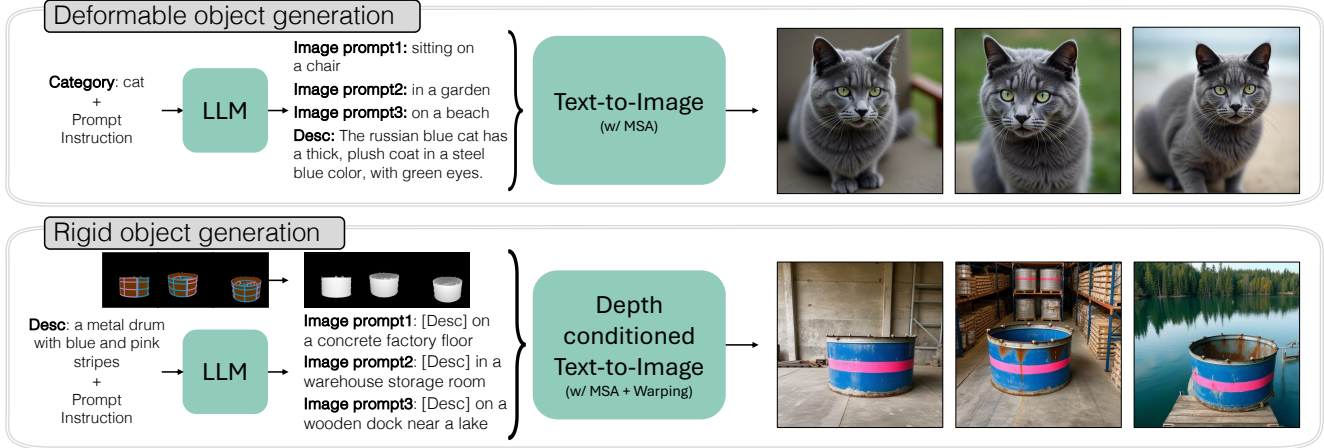 Deformable object generation
Category: cat
+
Prompt
Instruction
LLM
Image prompt1: sitting on
a chair
Image prompt2: in a garden
Image prompt3: on a beach
Desc: The russian blue cat has
a thick, plush coat in a steel
blue color, with green eyes.
Text-to-Image
(w/ MSA)
Rigid object generation
Desc: a metal drum
with blue and pink
stripes
+
Prompt
Instruction
LLM
Image prompt1: [Desc] on
a concrete factory floor
Image prompt2: [Desc] in a
warehouse storage room
Image prompt3: [Desc] on a
wooden dock near a lake
Depth
conditioned
Text-to-Image
(w/ MSA + Warping)